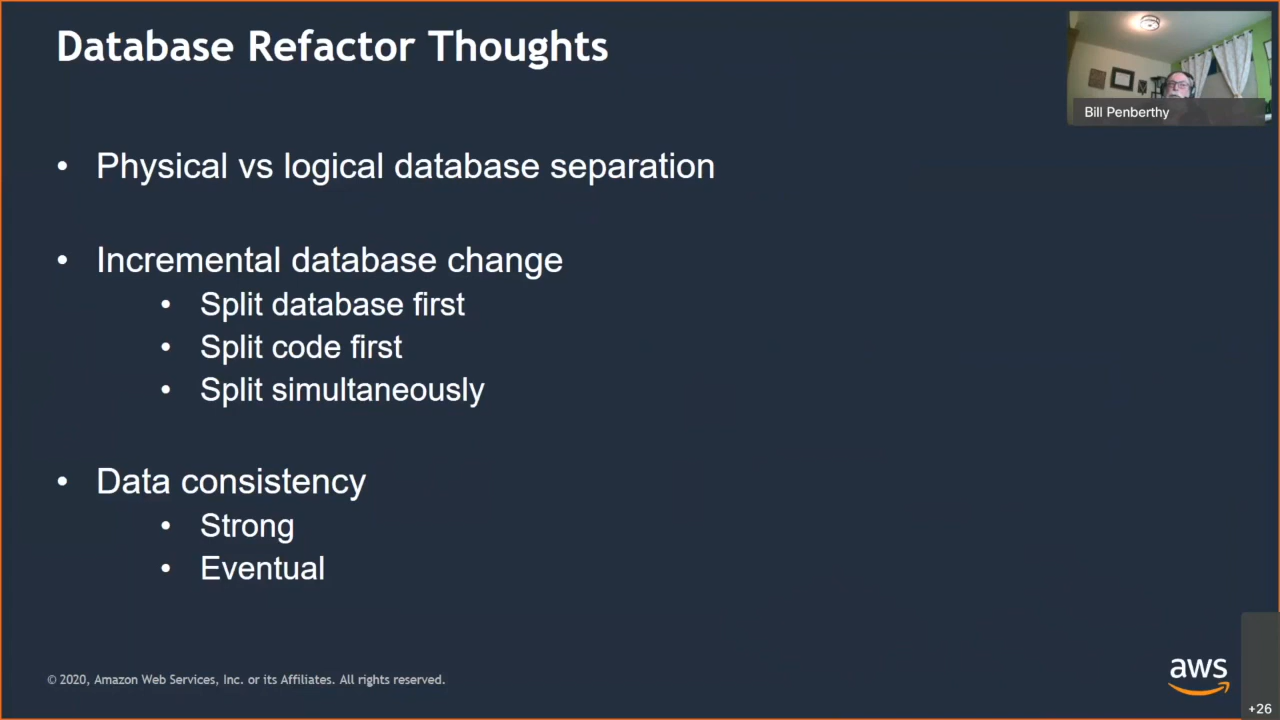 Database Refactor Thoughts
Bill Penberthy
• Physical vs logical database separation
• Incremental database change
• Split database first
• Split code first
• Split simultaneously
• Data consistency
• Strong
• Eventual
© 2020, Amazon Web Services, Inc. or its Affiliates. All rights reserved.
aws
+26